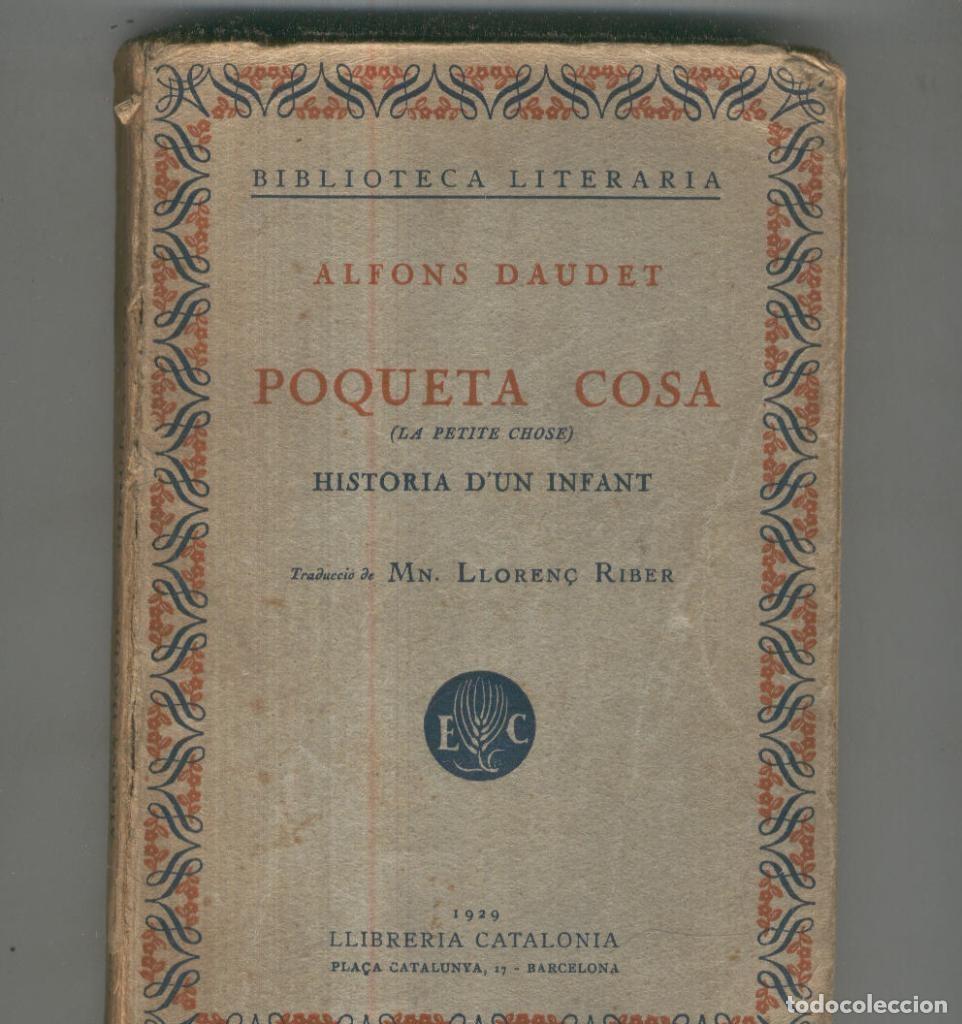 BIBLIOTECA LITERARIA
ALFONS DAUDET
POQUETA COSA
(LA PETITE CHOSE)
HISTORIA D'UN INFANT
Traducció de MN. LLORENÇ RIBER
E C
1929
LLIBRERIA CATALONIA
PLAÇA CATALUNYA, 17 - BARCELONA
todocoleccion